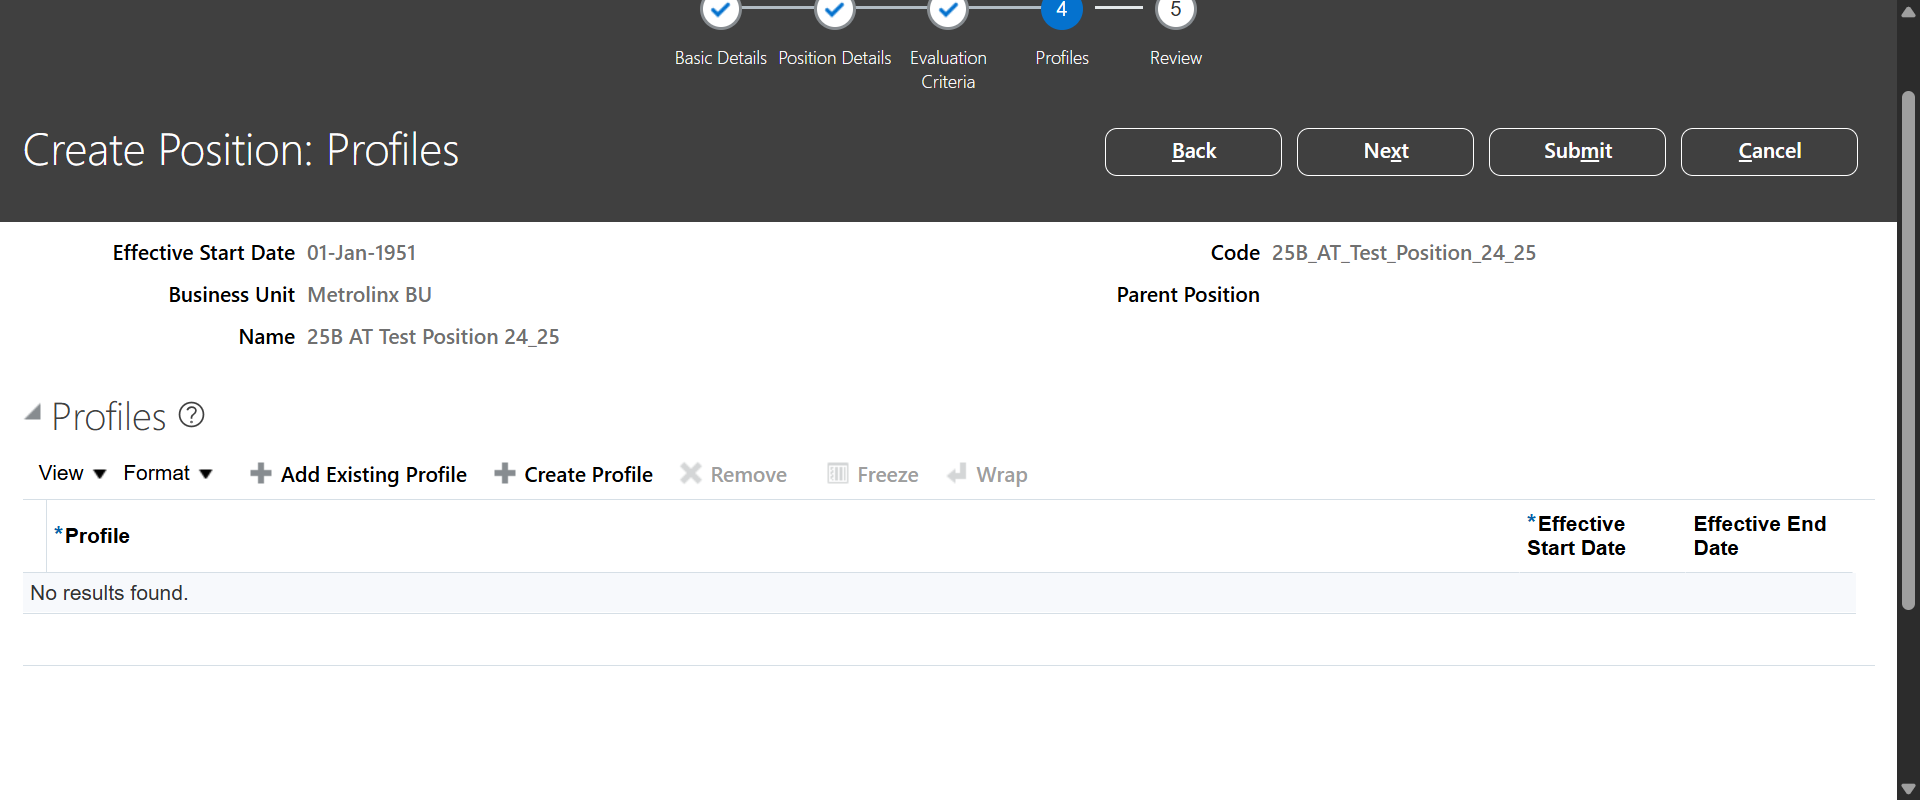 4
5
Basic Details
Position Details
Evaluation
Criteria
Profiles
Review
Create Position: Profiles
Back
Next
Submit
Cancel
Effective Start Date 01-Jan-1951
Code 25B_AT_Test_Position_24_25
Business Unit Metrolinx BU
Parent Position
Name 25B AT Test Position 24_25
Profiles ?
View
Format
Add Existing Profile
Create Profile
Remove
Freeze
Wrap
*Profile
*Effective
Start Date
Effective End
Date
No results found.